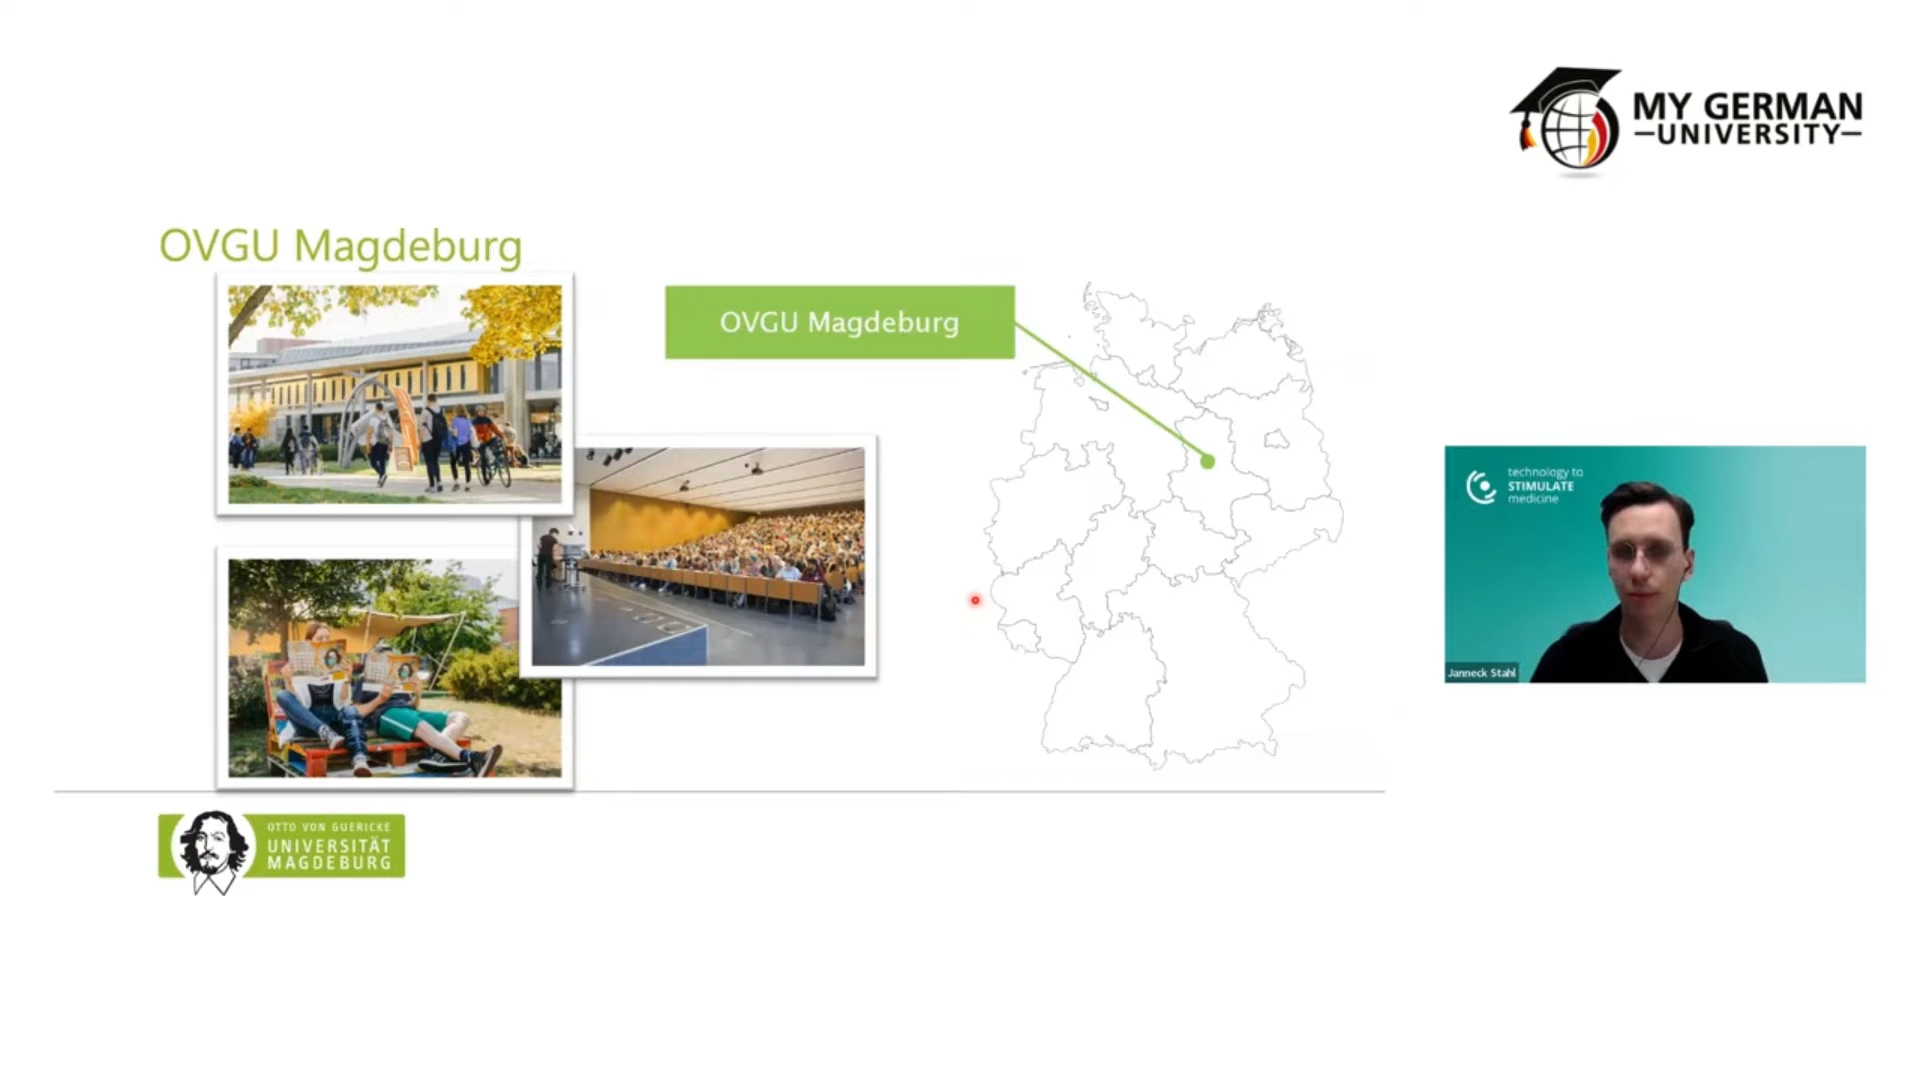 MY GERMAN
UNIVERSITY
OVGU Magdeburg
OVGU Magdeburg
technology to
STIMULATE
medicine
Janneck Stahl
OTTO VON GUERICKE
UNIVERSITÄT
MAGDEBURG